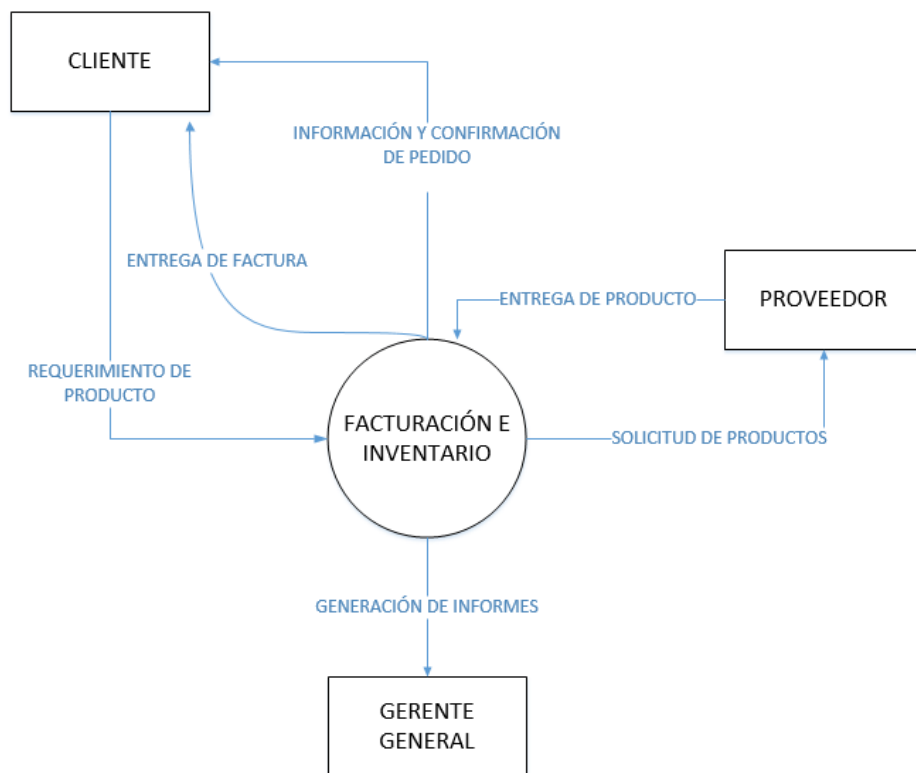 CLIENTE
INFORMACIÓN Y CONFIRMACIÓN
DE PEDIDO
ENTREGA DE FACTURA
ENTREGA DE PRODUCTO
PROVEEDOR
REQUERIMIENTO DE
PRODUCTO
FACTURACIÓN E
INVENTARIO
SOLICITUD DE PRODUCTOS
GENERACIÓN DE INFORMES
GERENTE
GENERAL